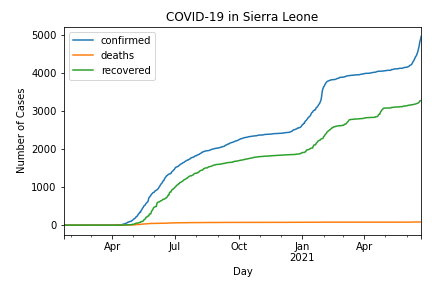 COVID-19 in Sierra Leone
confirmed
deaths
recovered
5000
4000
3000
2000
1000
0
Number of Cases
Apr
Jul
Oct
Jan
2021
Apr
Day